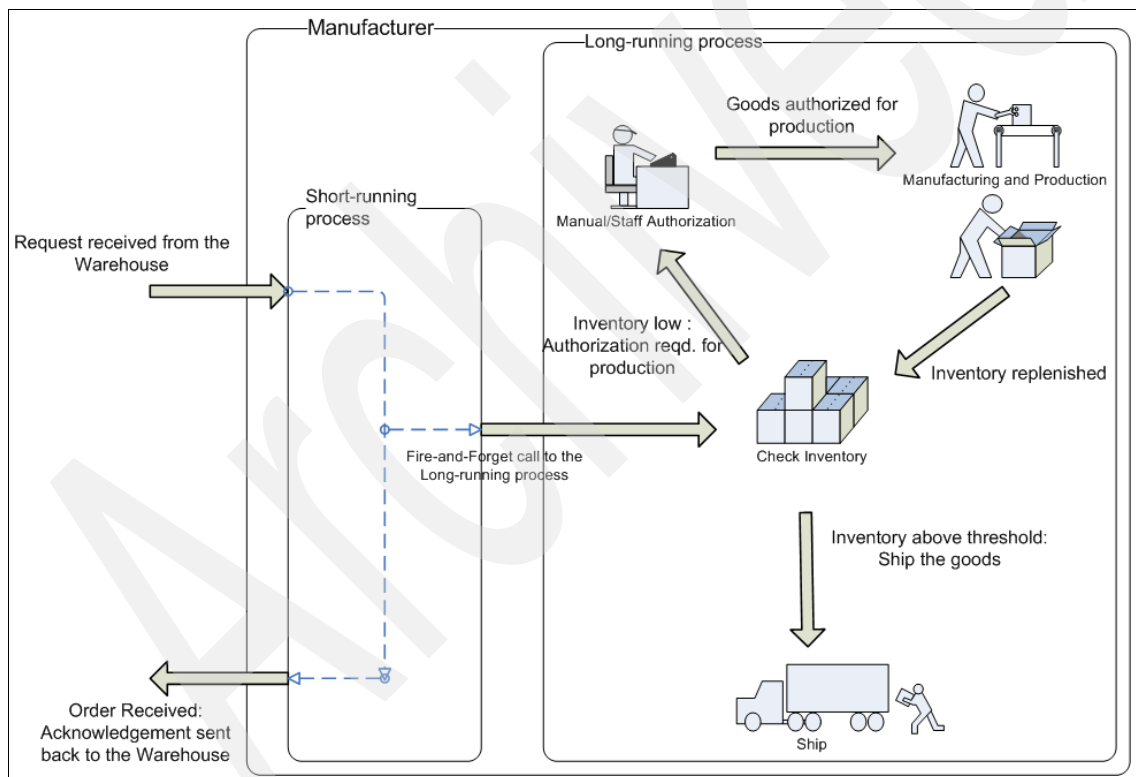 Manufacturer
Long-running process
Goods authorized for
production
Manufacturing and Production
Manual/Staff Authorization
Short-running
process
Request received from the
Warehouse
Inventory low :
Authorization reqd. for
production
Inventory replenished
Check Inventory
Fire-and-Forget call to the
Long-running process
Inventory above threshold:
Ship the goods
Order Received:
Acknowledgement sent
back to the Warehouse
Ship
Archived